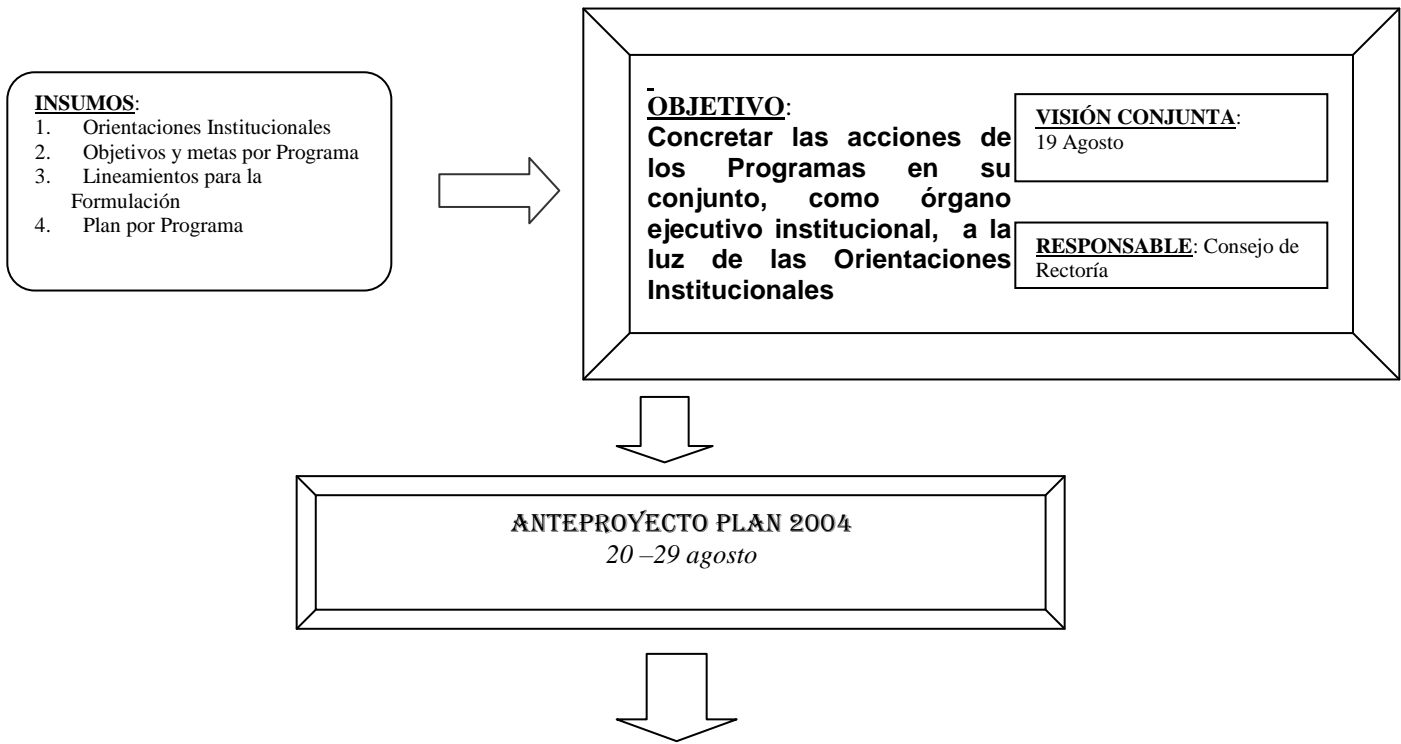 INSUMOS:
1. Orientaciones Institucionales
2. Objetivos y metas por Programa
3. Lineamientos para la
Formulación
4. Plan por Programa
OBJETIVO:
Concretar las acciones de
los Programas en su
conjunto, como órgano
ejecutivo institucional, a la
luz de las Orientaciones
Institucionales
VISIÓN CONJUNTA:
19 Agosto
RESPONSABLE: Consejo de
Rectoría
ANTEPROYECTO PLAN 2004
20 –29 agosto